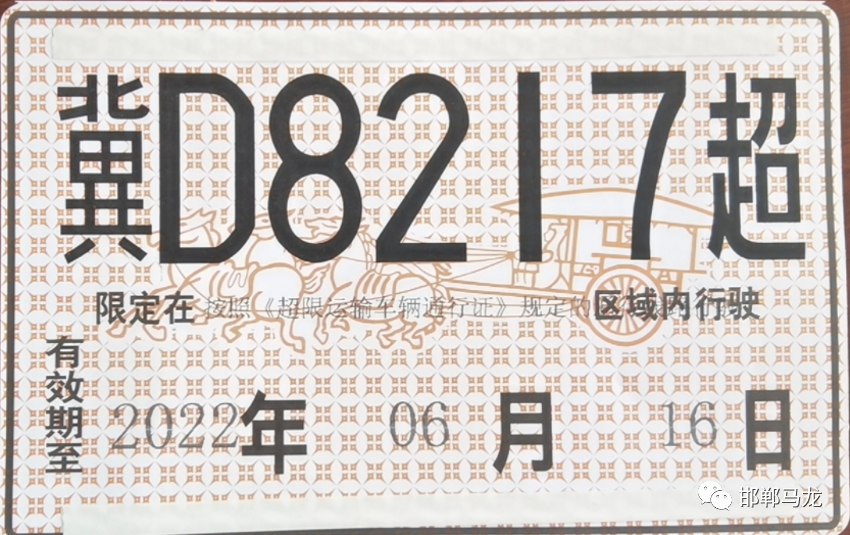 冀D8217超
限定在 按照《超限运输车辆通行证》规定的区域内行驶
有效期至
2022年 06月 16日
邯郸马龙